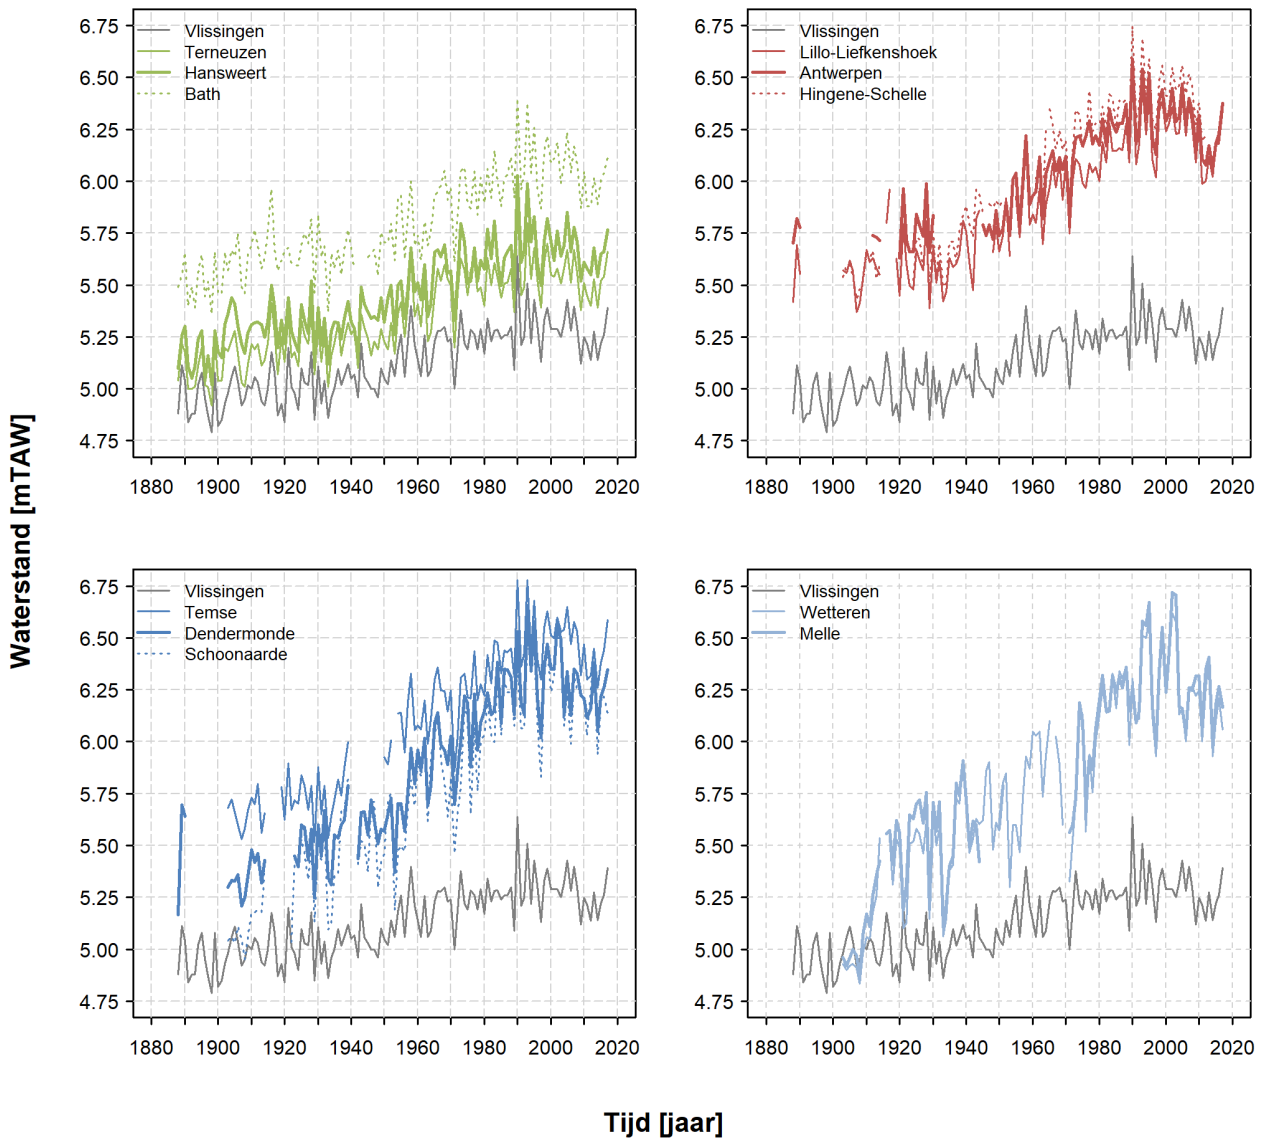 6.75
6.50
6.25
6.00
5.75
5.50
5.25
5.00
4.75
Vlissingen
Terneuzen
Hansweert
Bath
1880 1900 1920 1940 1960 1980 2000 2020
6.75
6.50
6.25
6.00
5.75
5.50
5.25
5.00
4.75
Vlissingen
Lillo-Liefkenshoek
Antwerpen
Hingene-Schelle
1880 1900 1920 1940 1960 1980 2000 2020
Waterstand [mTAW]
6.75
6.50
6.25
6.00
5.75
5.50
5.25
5.00
4.75
Vlissingen
Temse
Dendermonde
Schoonaarde
1880 1900 1920 1940 1960 1980 2000 2020
6.75
6.50
6.25
6.00
5.75
5.50
5.25
5.00
4.75
Vlissingen
Wetteren
Melle
1880 1900 1920 1940 1960 1980 2000 2020
Tijd [jaar]